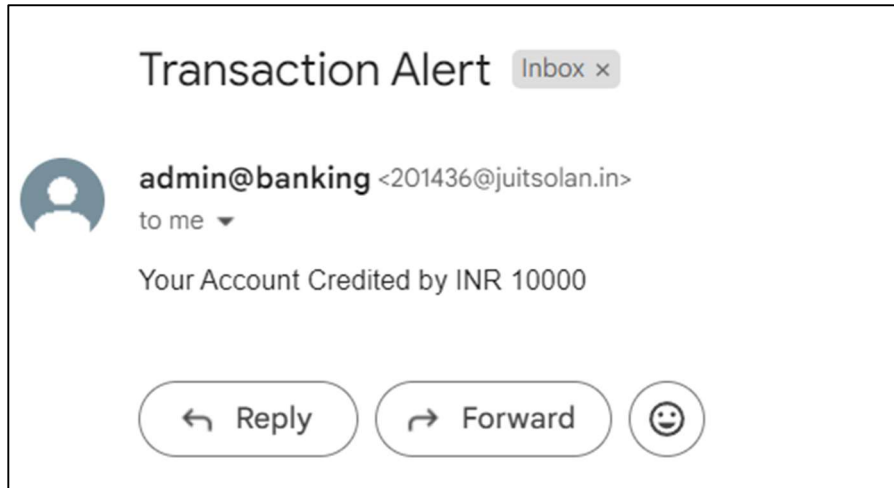 Transaction Alert Inbox ×
admin@banking <201436@juitsolan.in>
to me
Your Account Credited by INR 10000
Reply Forward